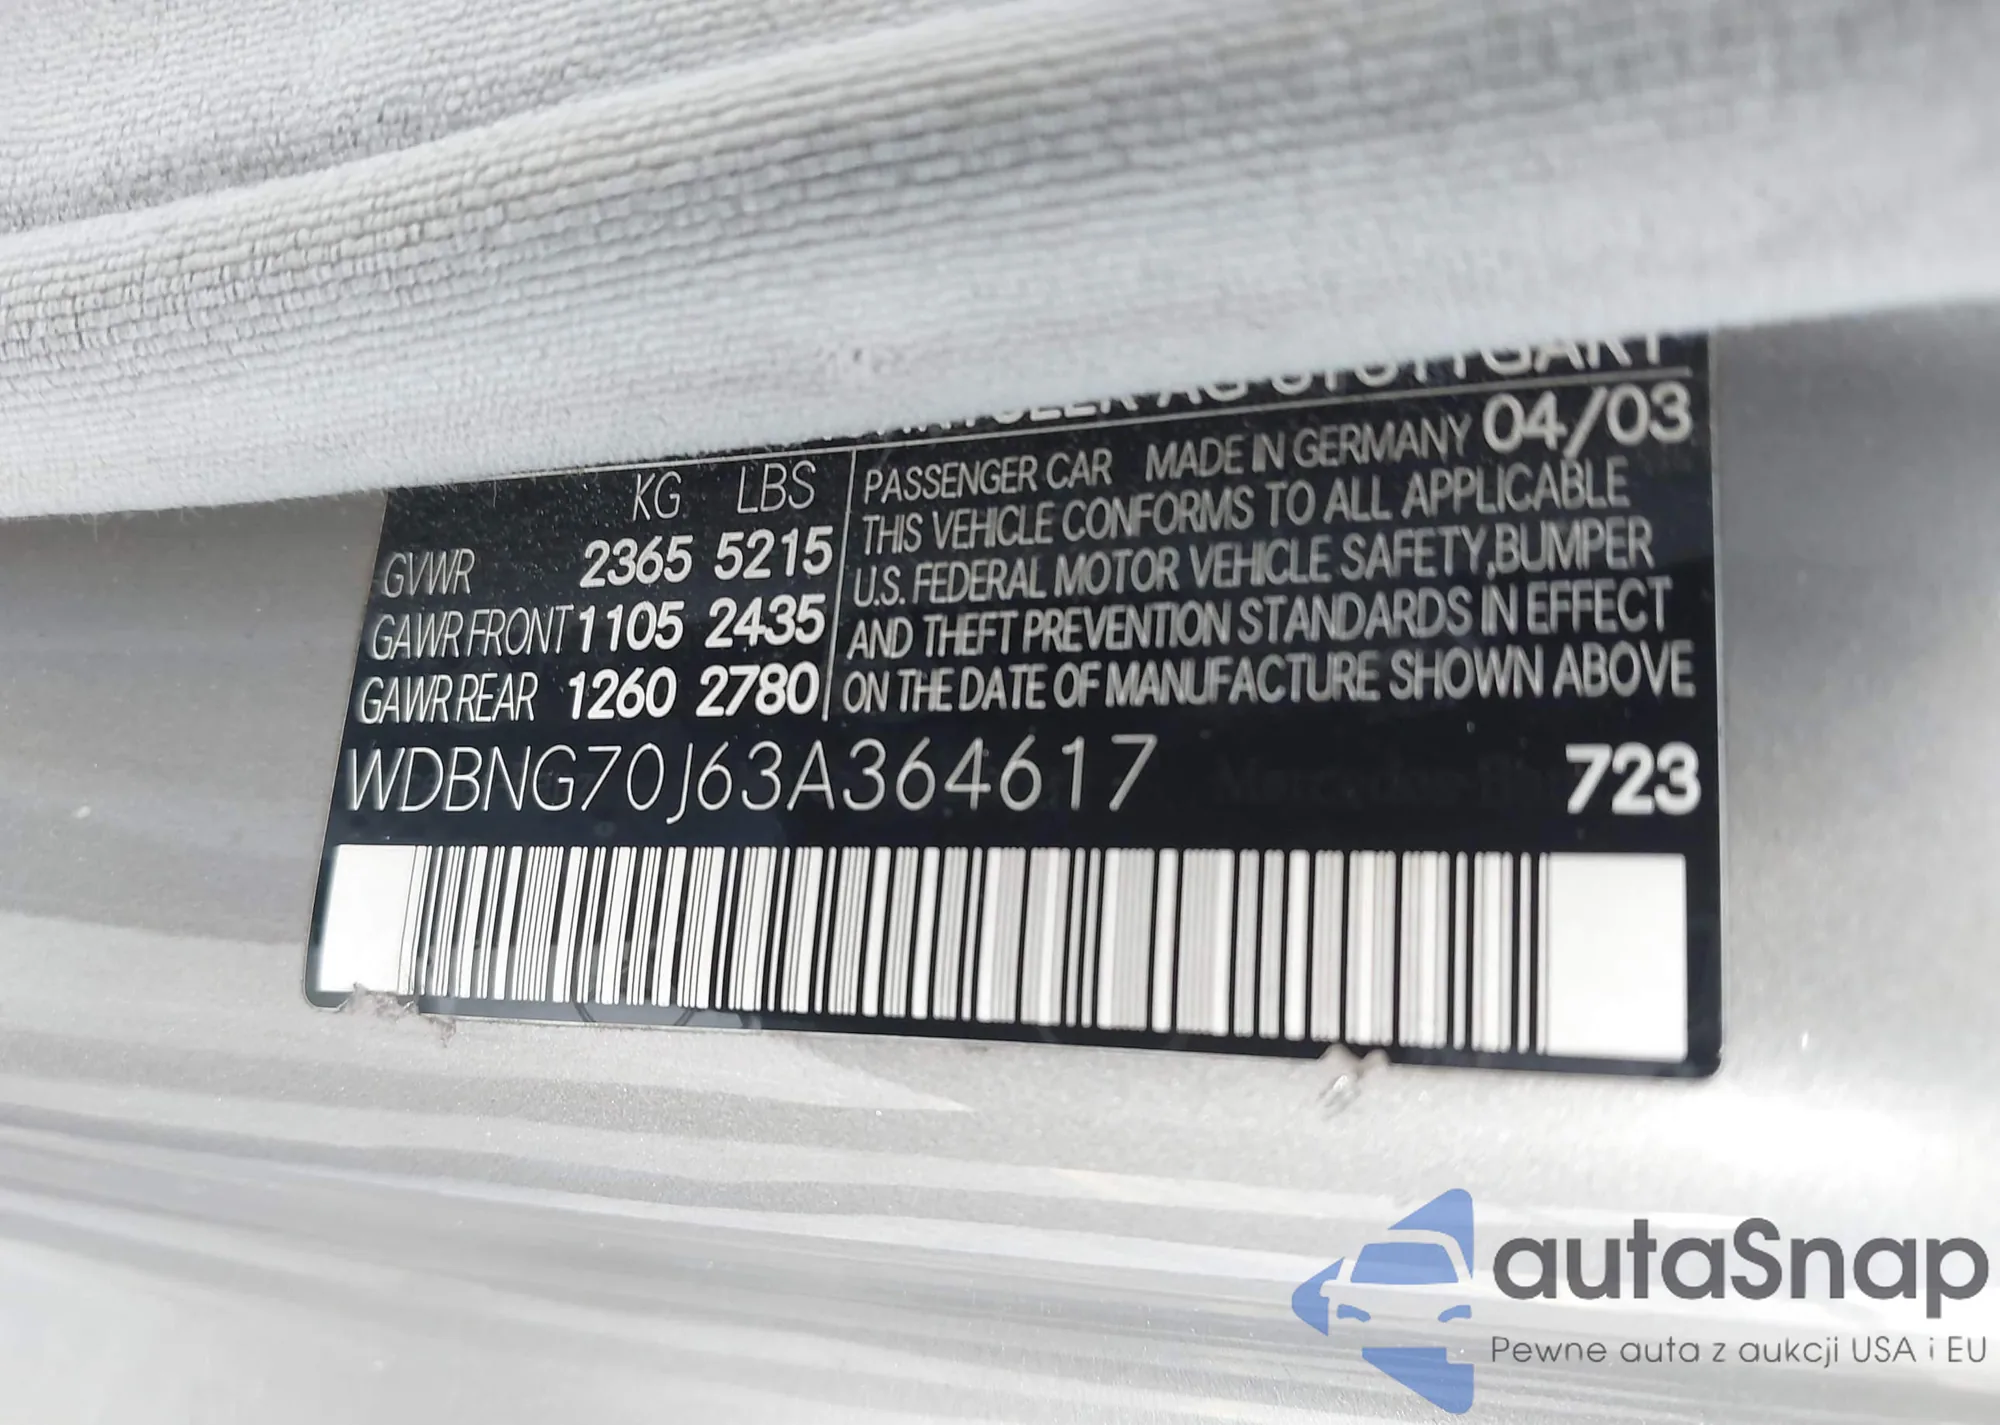 STUTTGART
04/03
KG LBS
GVWR 2365 5215
GAWR FRONT 1105 2435
GAWR REAR 1260 2780
PASSENGER CAR MADE IN GERMANY
THIS VEHICLE CONFORMS TO ALL APPLICABLE
U.S. FEDERAL MOTOR VEHICLE SAFETY, BUMPER
AND THEFT PREVENTION STANDARDS IN EFFECT
ON THE DATE OF MANUFACTURE SHOWN ABOVE
WDBNG70J63A364617 723
autaSnap
Pewne auta z aukcji USA i EU